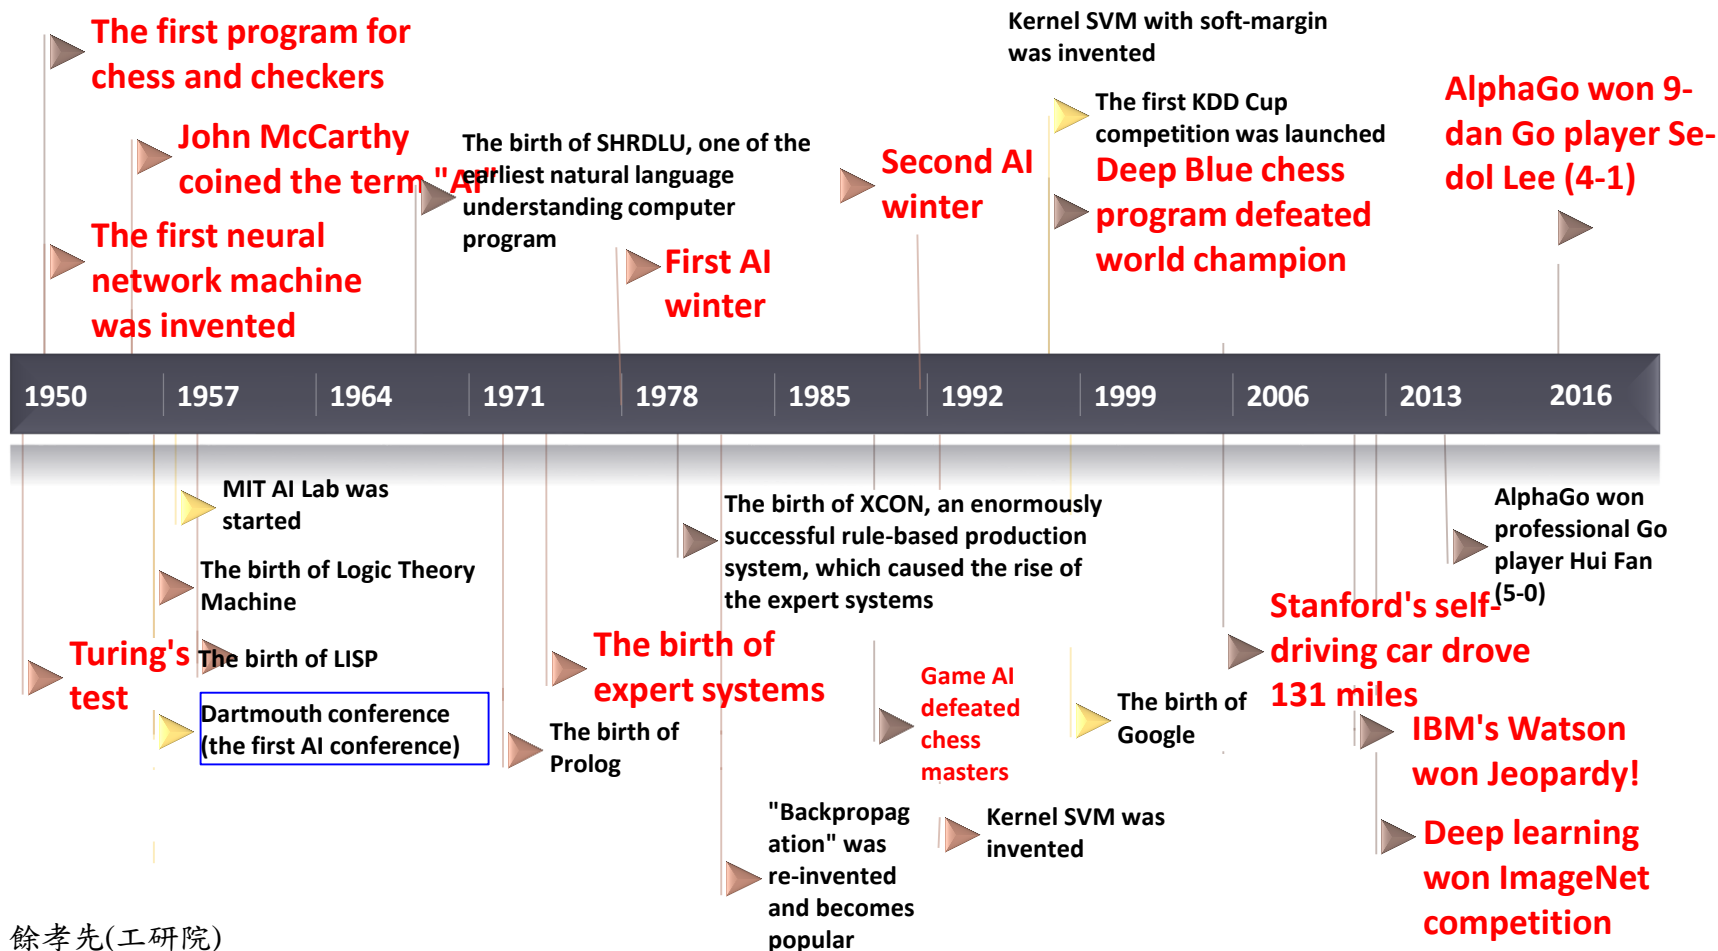 The first program for
chess and checkers
John McCarthy
coined the term "AI"
The first neural
network machine
was invented
The birth of SHRDLU, one of the
earliest natural language
understanding computer
program
First AI
winter
Second AI
winter
Kernel SVM with soft-margin
was invented
The first KDD Cup
competition was launched
Deep Blue chess
program defeated
world champion
AlphaGo won 9-
dan Go player Se-
dol Lee (4-1)
1950 1957 1964 1971 1978 1985 1992 1999 2006 2013 2016
MIT AI Lab was
started
The birth of Logic Theory
Machine
Turing's
test
The birth of LISP
Dartmouth conference
(the first AI conference)
The birth of
expert systems
The birth of
Prolog
The birth of XCON, an enormously
successful rule-based production
system, which caused the rise of
the expert systems
"Backpropag
ation" was
re-invented
and becomes
popular
Game AI
defeated
chess
masters
Kernel SVM was
invented
The birth of
Google
Stanford's self-
driving car drove
131 miles
AlphaGo won
professional Go
player Hui Fan
(5-0)
IBM's Watson
won Jeopardy!
Deep learning
won ImageNet
competition
餘孝先(工研院)